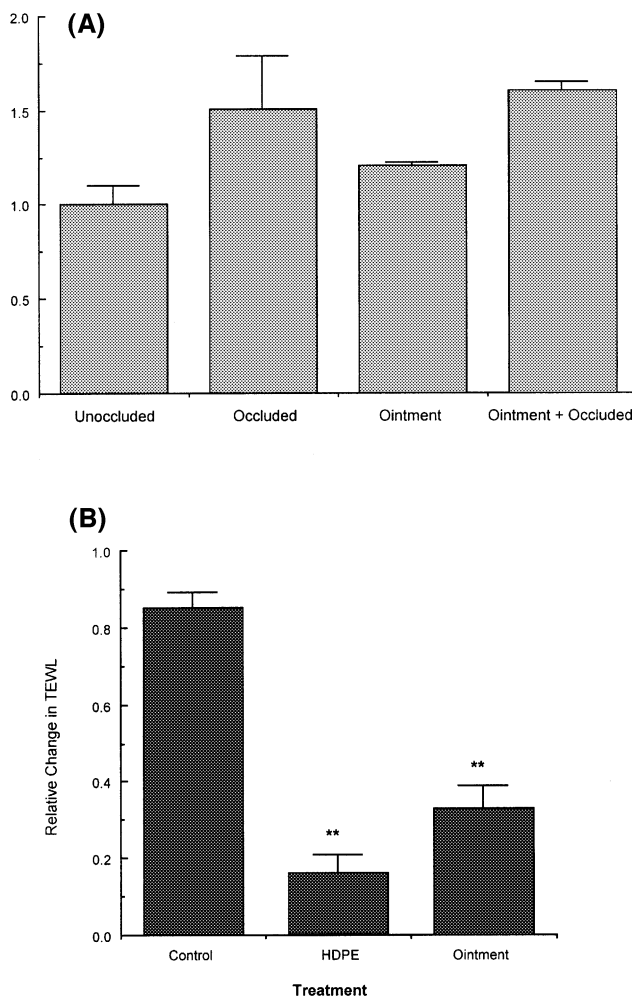 (A)
2.0
1.5
1.0
0.5
0.0
Unoccluded Occluded Ointment Ointment + Occluded
(B)
1.0
0.8
0.6
0.4
0.2
0.0
Relative Change in TEWL
**
**
Control HDPE Ointment
Treatment